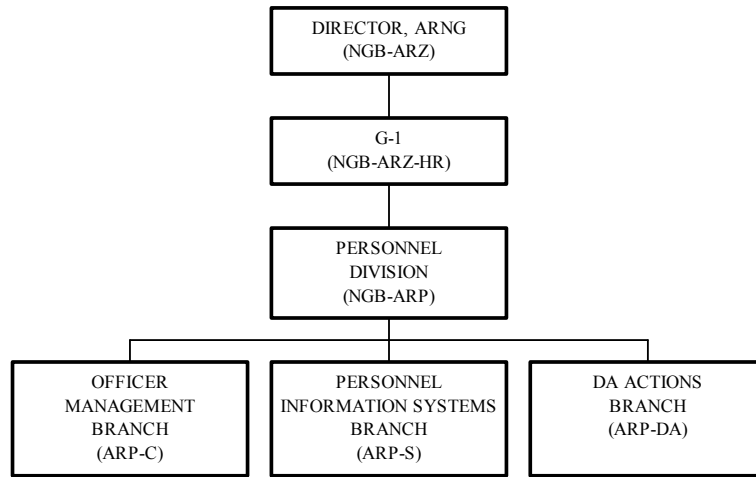 DIRECTOR, ARNG
(NGB-ARZ)
G-1
(NGB-ARZ-HR)
PERSONNEL
DIVISION
(NGB-ARP)
OFFICER
MANAGEMENT
BRANCH
(ARP-C)
PERSONNEL
INFORMATION SYSTEMS
BRANCH
(ARP-S)
DA ACTIONS
BRANCH
(ARP-DA)